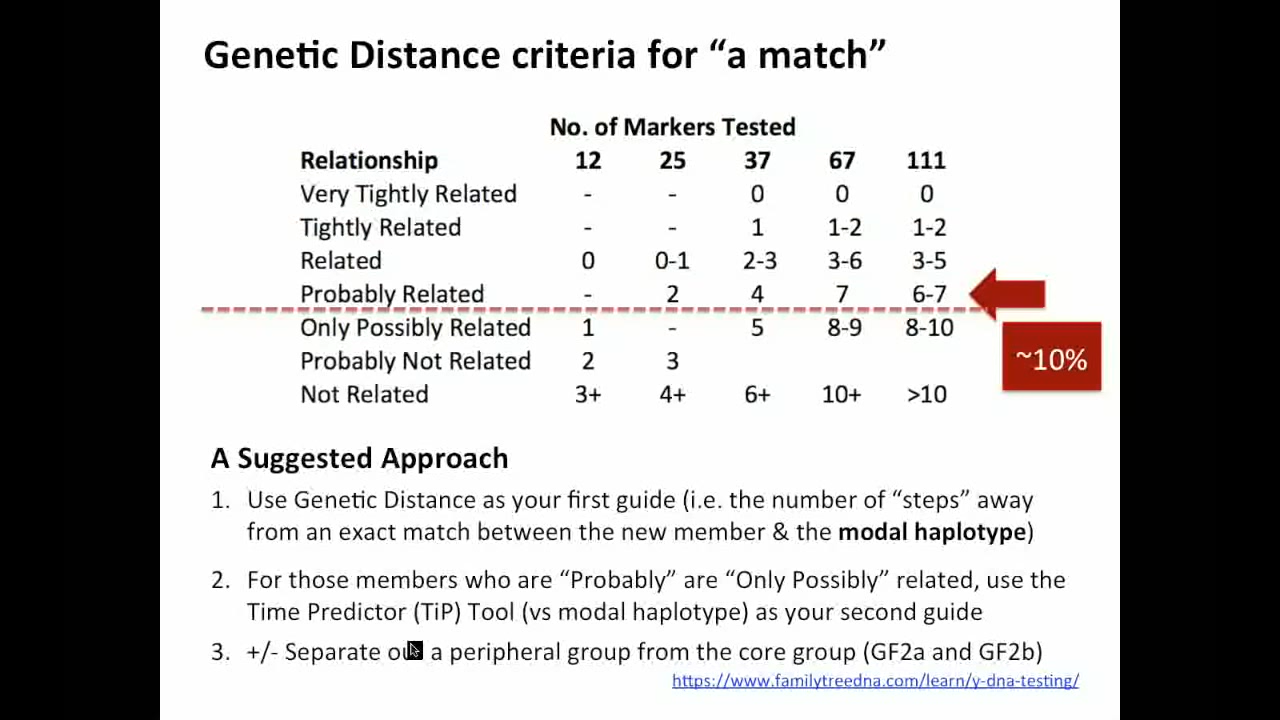 Genetic Distance criteria for “a match”
No. of Markers Tested
Relationship 12 25 37 67 111
Very Tightly Related - - 0 0 0
Tightly Related - - 1 1-2 1-2
Related 0 0-1 2-3 3-6 3-5
Probably Related - 2 4 7 6-7
Only Possibly Related 1 - 5 8-9 8-10
~10%
Probably Not Related 2 3
Not Related 3+ 4+ 6+ 10+ >10
A Suggested Approach
1. Use Genetic Distance as your first guide (i.e. the number of “steps” away
from an exact match between the new member & the modal haplotype)
2. For those members who are “Probably” are “Only Possibly” related, use the
Time Predictor (TiP) Tool (vs modal haplotype) as your second guide
3. +/- Separate out a peripheral group from the core group (GF2a and GF2b)
https://www.familytreedna.com/learn/y-dna-testing/